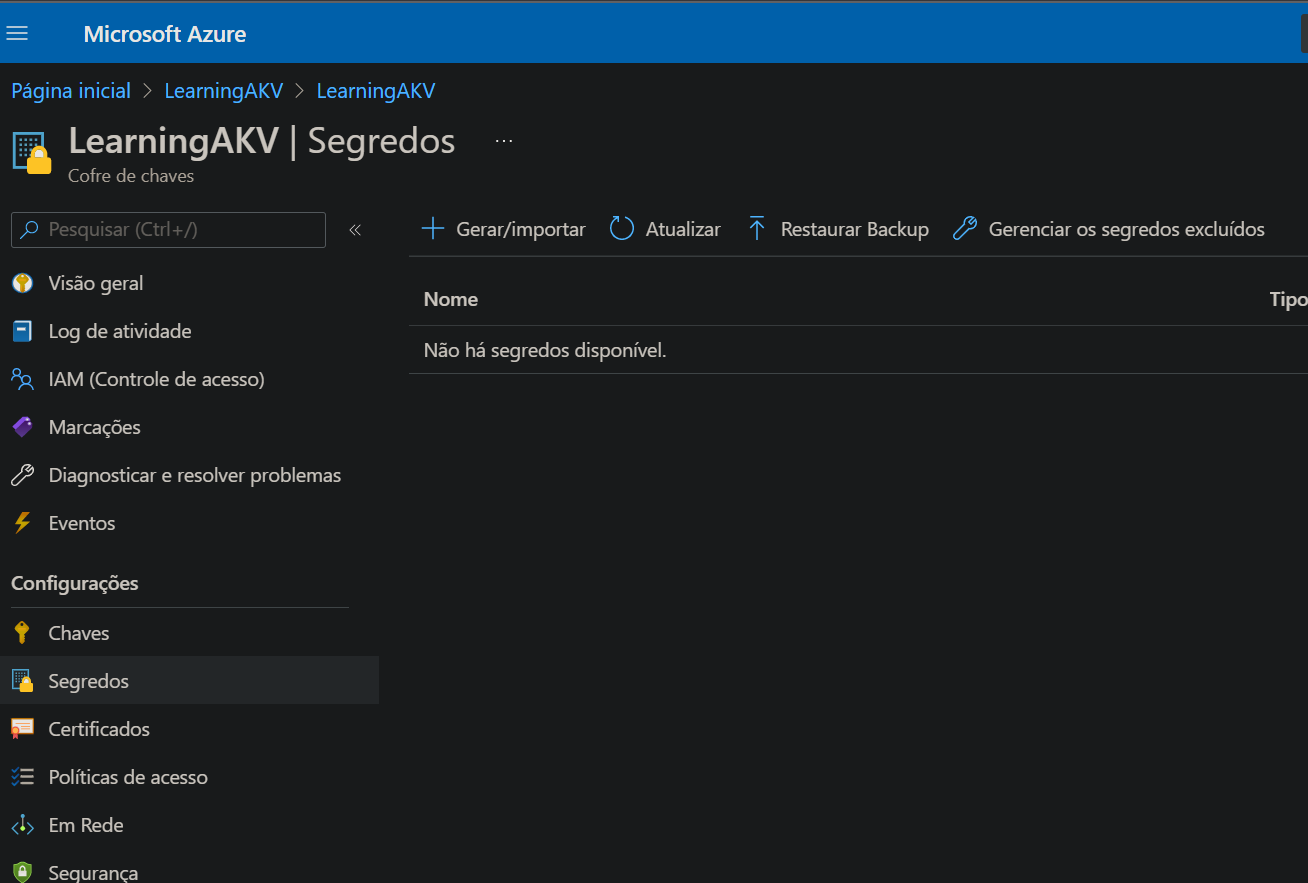 Microsoft Azure
Página inicial > LearningAKV > LearningAKV
LearningAKV | Segredos ...
Cofre de chaves
Pesquisar (Ctrl+/) «
Gerar/importar Atualizar Restaurar Backup Gerenciar os segredos excluídos
Nome Tipo
Não há segredos disponível.
Visão geral
Log de atividade
IAM (Controle de acesso)
Marcações
Diagnosticar e resolver problemas
Eventos
Configurações
Chaves
Segredos
Certificados
Políticas de acesso
Em Rede
Segurança